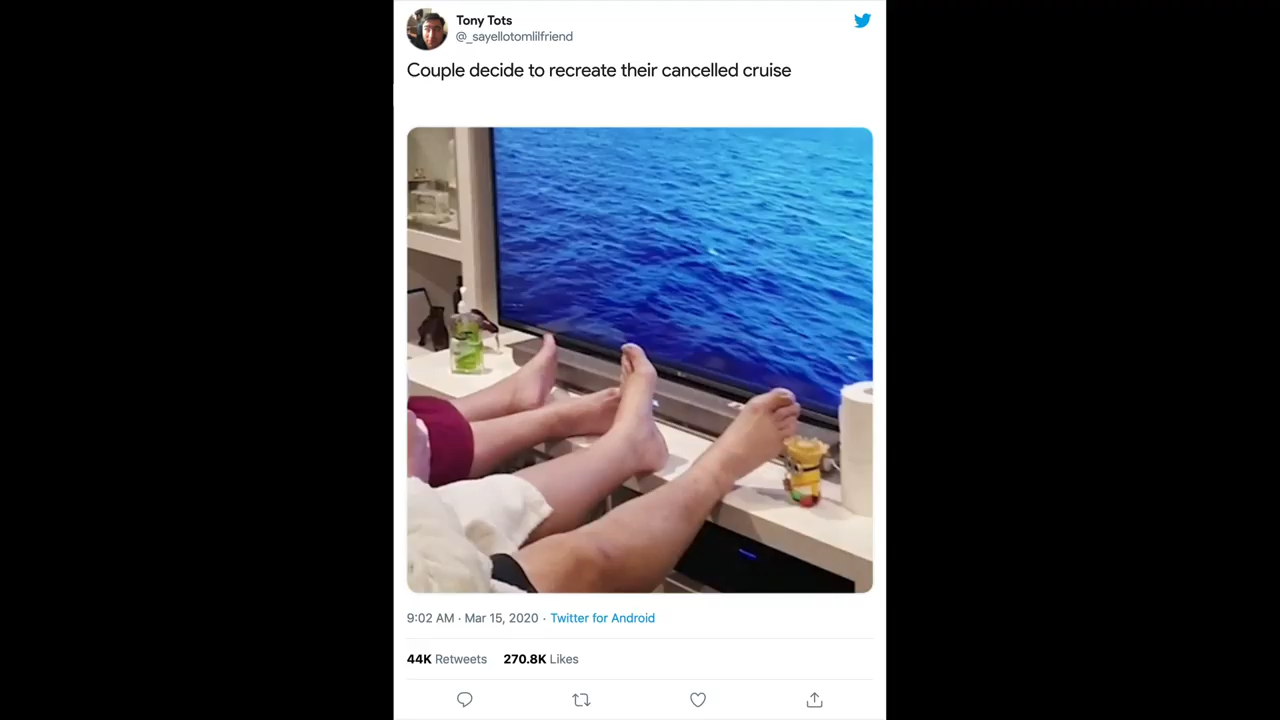 Tony Tots
@_sayellotomlilfriend
Couple decide to recreate their cancelled cruise
9:02 AM · Mar 15, 2020 · Twitter for Android
44K Retweets 270.8K Likes